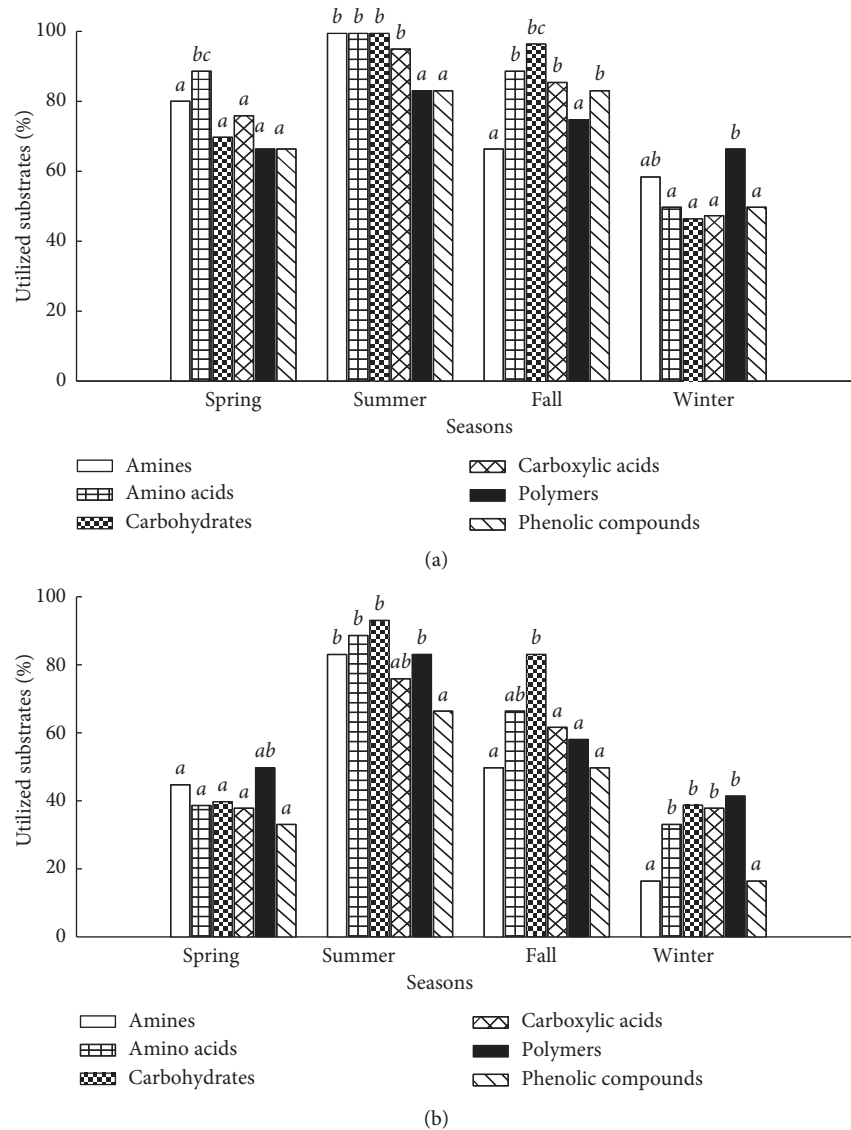 100
80
60
40
20
0
Utilized substrates (%)
a bc a a a a
b b b b a a
a b bc b a b
ab a a a b a
Spring Summer Fall Winter
Seasons
Amines
Amino acids
Carbohydrates
Carboxylic acids
Polymers
Phenolic compounds
(a)
100
80
60
40
20
0
Utilized substrates (%)
a a a a ab a
b b b ab b a
a ab b a a a
a b b b b a
Spring Summer Fall Winter
Seasons
Amines
Amino acids
Carbohydrates
Carboxylic acids
Polymers
Phenolic compounds
(b)